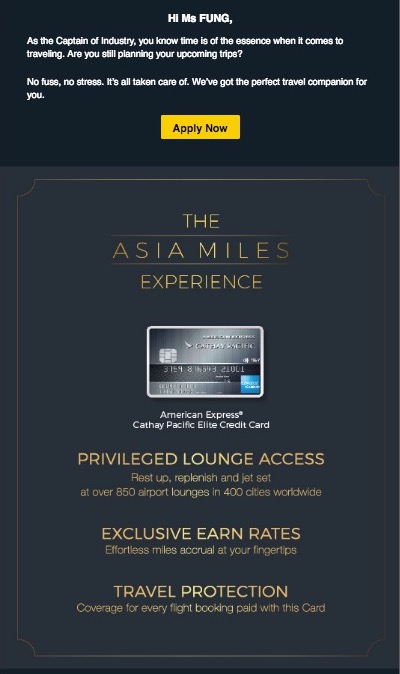 Hi Ms FUNG,
As the Captain of Industry, you know time is of the essence when it comes to
traveling. Are you still planning your upcoming trips?
No fuss, no stress. It's all taken care of. We've got the perfect travel companion for
you.
Apply Now
THE
ASIA MILES
EXPERIENCE
AMERICAN EXPRESS
CATHAY PACIFIC
American Express®
Cathay Pacific Elite Credit Card
PRIVILEGED LOUNGE ACCESS
Rest up, replenish and jet set
at over 850 airport lounges in 400 cities worldwide
EXCLUSIVE EARN RATES
Effortless miles accrual at your fingertips
TRAVEL PROTECTION
Coverage for every flight booking paid with this Card